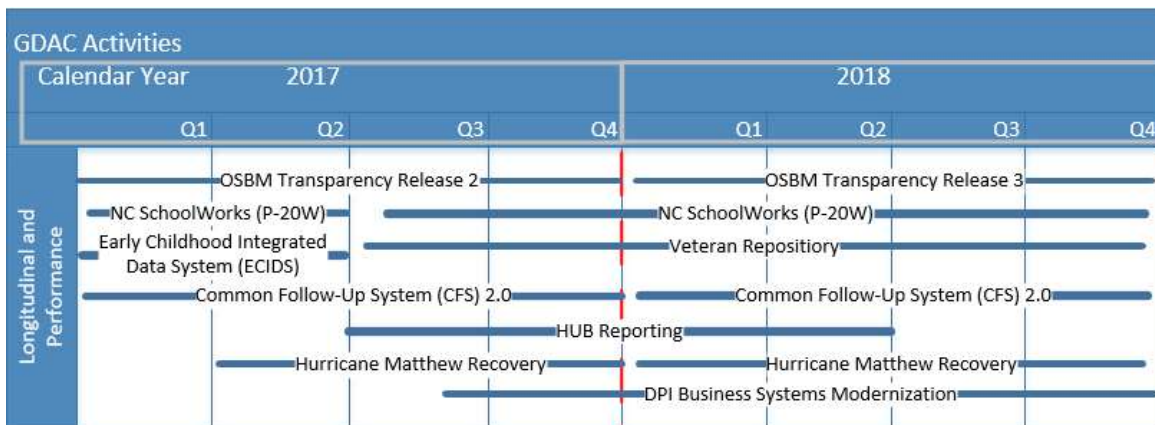 GDAC Activities
Calendar Year 2017 2018
Q1 Q2 Q3 Q4 Q1 Q2 Q3 Q4
Longitudinal and
Performance
OSBM Transparency Release 2 OSBM Transparency Release 3
NC SchoolWorks (P-20W) NC SchoolWorks (P-20W)
Early Childhood Integrated
Data System (ECIDS)
Veteran Repositiory
Common Follow-Up System (CFS) 2.0 Common Follow-Up System (CFS) 2.0
HUB Reporting
Hurricane Matthew Recovery Hurricane Matthew Recovery
DPI Business Systems Modernization